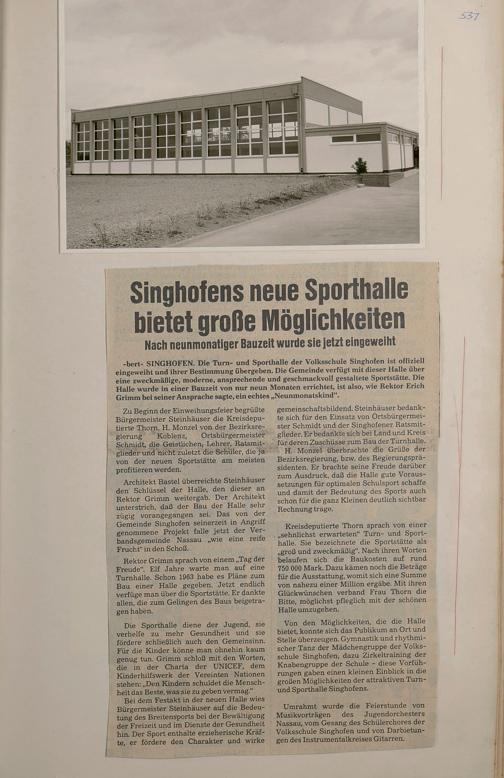 537
Singhofens neue Sporthalle
bietet große Möglichkeiten
Nach neunmonatiger Bauzeit wurde sie jetzt eingeweiht
-bert- SINGHOFEN. Die Turn- und Sporthalle der Volksschule Singhofen ist offiziell
eingeweiht und ihrer Bestimmung übergeben. Die Gemeinde verfügt mit dieser Halle über
eine zweckmäßige, moderne, ansprechende und geschmackvoll gestaltete Sportstätte. Die
Halle wurde in einer Bauzeit von nur neun Monaten errichtet, ist also, wie Rektor Erich
Grimm bei seiner Ansprache sagte, ein echtes „Neunmonatskind“.
Zu Beginn der Einweihungsfeier begrüßte
Bürgermeister Steinhäuser die Kreisdepu-
tierte Thorn, H. Monzel von der Bezirksre-
gierung Koblenz, Ortsbürgermeister
Schmidt, die Geistlichen, Lehrer, Ratsmit-
glieder und nicht zuletzt die Schüler, die ja
von der neuen Sportstätte am meisten
profitieren werden.
Architekt Bastel überreichte Steinhäuser
den Schlüssel der Halle, den dieser an
Rektor Grimm weitergab. Der Architekt
unterstrich, daß der Bau der Halle sehr
zügig vorangegangen sei. Das von der
Gemeinde Singhofen seinerzeit in Angriff
genommene Projekt falle jetzt der Ver-
bandsgemeinde Nassau „wie eine reife
Frucht“ in den Schoß.
Rektor Grimm sprach von einem „Tag der
Freude“. Elf Jahre warte man auf eine
Turnhalle. Schon 1963 habe es Pläne zum
Bau einer Halle gegeben. Jetzt endlich
verfüge man über die Sportstätte. Er dankte
allen, die zum Gelingen des Baus beigetra-
gen haben.
Die Sportstätte diene der Jugend, sie
verhelfe zu mehr Gesundheit und sie
fördere schließlich auch den Gemeinsinn.
Für die Kinder könne man ohnehin kaum
genug tun. Grimm schloß mit den Worten,
die in der Charta der UNICEF, dem
Kinderhilfswerk der Vereinten Nationen
stehen: „Den Kindern schuldet die Mensch-
heit das Beste, was sie zu geben vermag.“
Bei dem Festakt in der neuen Halle wies
Bürgermeister Steinhäuser auf die Bedeu-
tung des Breitensports bei der Bewältigung
der Freizeit und im Dienste der Gesundheit
hin. Der Sport enthalte erzieherische Kräf-
te, er fördere den Charakter und wirke
gemeinschaftsbildend. Steinhäuser bedank-
te sich für den Einsatz von Ortsbürgermei-
ster Schmidt und der Singhofener Ratsmit-
glieder. Er bedankte sich bei Land und Kreis
für deren Zuschüsse zum Bau der Turnhalle.
H. Monzel überbrachte die Grüße der
Bezirksregierung, bzw. des Regierungsprä-
sidenten. Er brachte seine Freude darüber
zum Ausdruck, daß die Halle gute Voraus-
setzungen für optimalen Schulsport schaffe
und damit der Bedeutung des Sports auch
schon für die ganz Kleinen deutlich sichtbar
Rechnung trage.
Kreisdeputierte Thorn sprach von einer
„sehnlichst erwarteten“ Turn- und Sport-
halle. Sie bezeichnete die Sportstätte als
„groß und zweckmäßig“. Nach ihren Worten
belaufen sich die Baukosten auf rund
750 000 Mark. Dazu kämen noch die Beträge
für die Ausstattung, womit sich eine Summe
von nahezu einer Million ergäbe. Mit ihren
Glückwünschen verband Frau Thorn die
Bitte, möglichst pfleglich mit der schönen
Halle umzugehen.
Von den Möglichkeiten, die die Halle
bietet, konnte sich das Publikum an Ort und
Stelle überzeugen. Gymnastik und rhythmi-
scher Tanz der Mädchengruppe der Volks-
schule Singhofen, dazu Zirkeltraining der
Knabengruppe der Schule – diese Vorfüh-
rungen gaben einen kleinen Einblick in die
großen Möglichkeiten der attraktiven Turn-
und Sporthalle Singhofens.
Umrahmt wurde die Feierstunde von
Musikvorträgen des Jugendorchesters
Nassau, vom Gesang des Schülerchores der
Volksschule Singhofen und von Darbietun-
gen des Instrumentalkreises Gitarren.